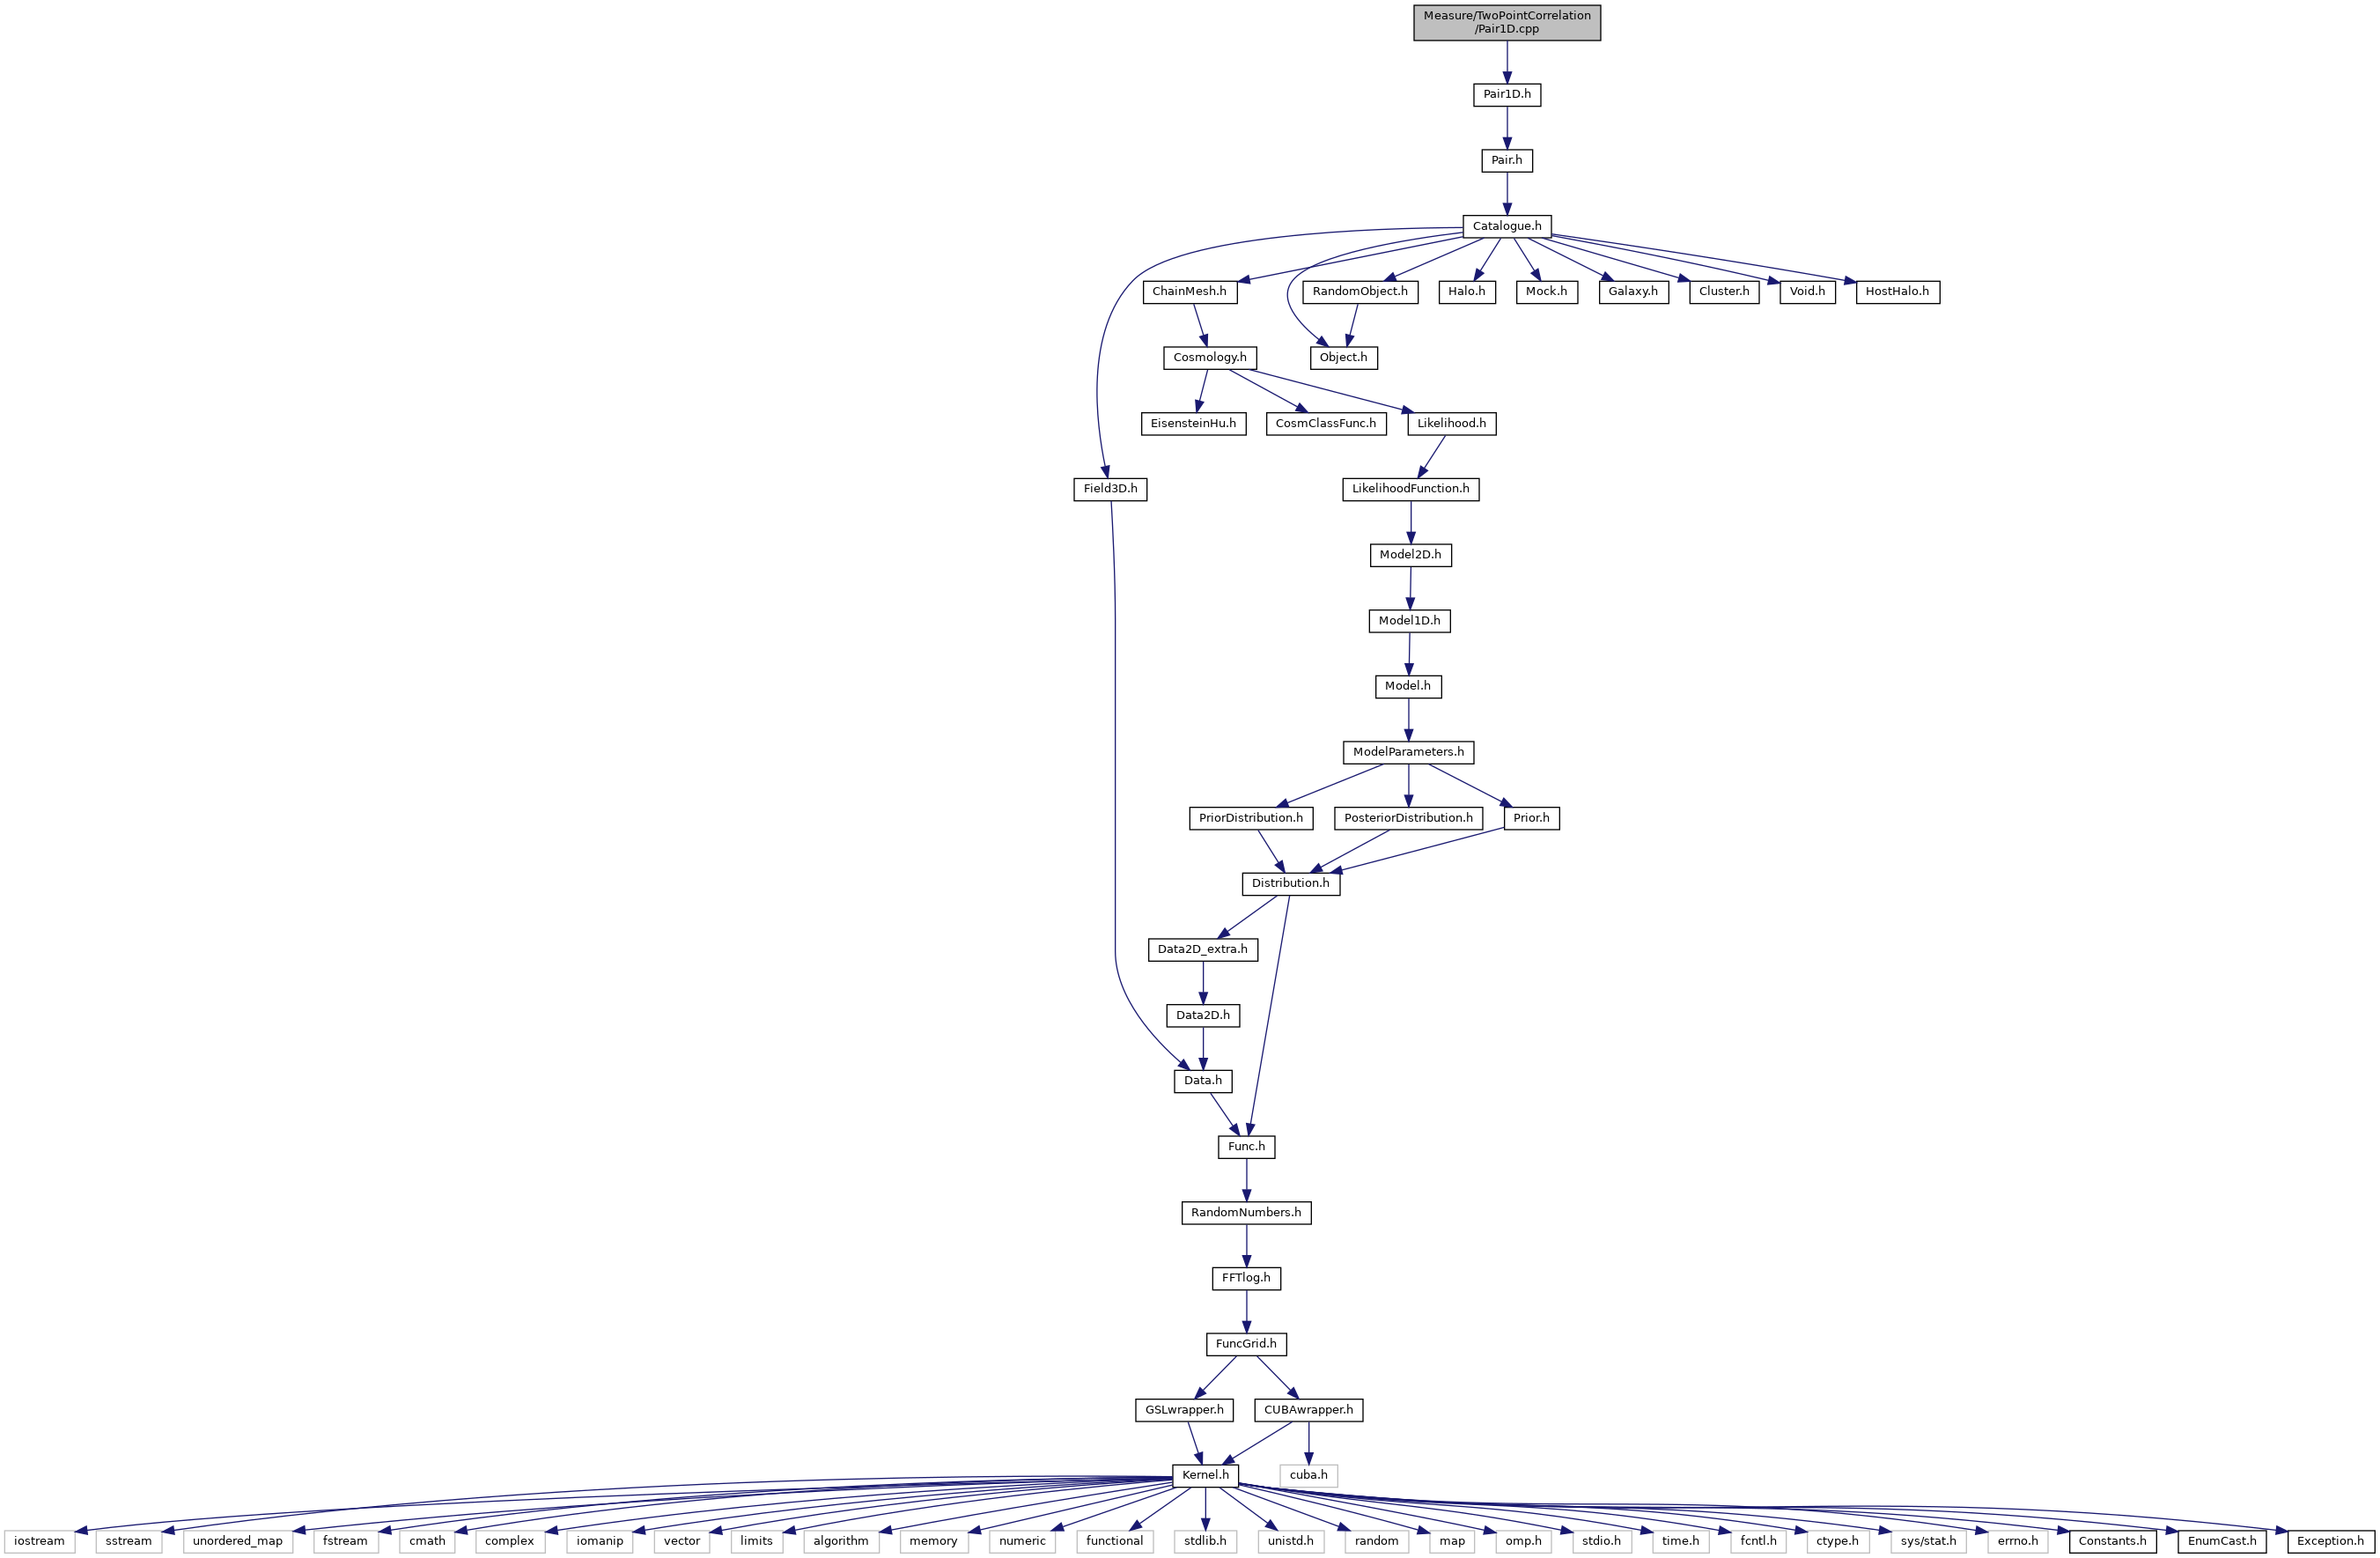 Measure/TwoPointCorrelation
/Pair1D.cpp
Pair1D.h
Pair.h
Catalogue.h
ChainMesh.h
RandomObject.h
Halo.h
Mock.h
Galaxy.h
Cluster.h
Void.h
HostHalo.h
Cosmology.h
Object.h
EisensteinHu.h
CosmClassFunc.h
Likelihood.h
Field3D.h
LikelihoodFunction.h
Model2D.h
Model1D.h
Model.h
ModelParameters.h
PriorDistribution.h
PosteriorDistribution.h
Prior.h
Distribution.h
Data2D_extra.h
Data2D.h
Data.h
Func.h
RandomNumbers.h
FFTlog.h
FuncGrid.h
GSLwrapper.h
CUBAwrapper.h
Kernel.h
cuba.h
iostream
sstream
unordered_map
fstream
cmath
complex
iomanip
vector
limits
algorithm
memory
numeric
functional
stdlib.h
unistd.h
random
map
omp.h
stdio.h
time.h
fcntl.h
ctype.h
sys/stat.h
errno.h
Constants.h
EnumCast.h
Exception.h